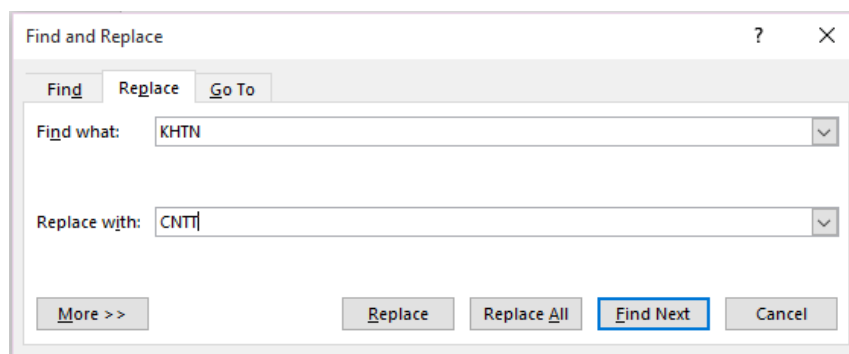 Find and Replace ?
Find Replace Go To
Find what: KHTN
Replace with: CNTT
More >> Replace Replace All Find Next Cancel